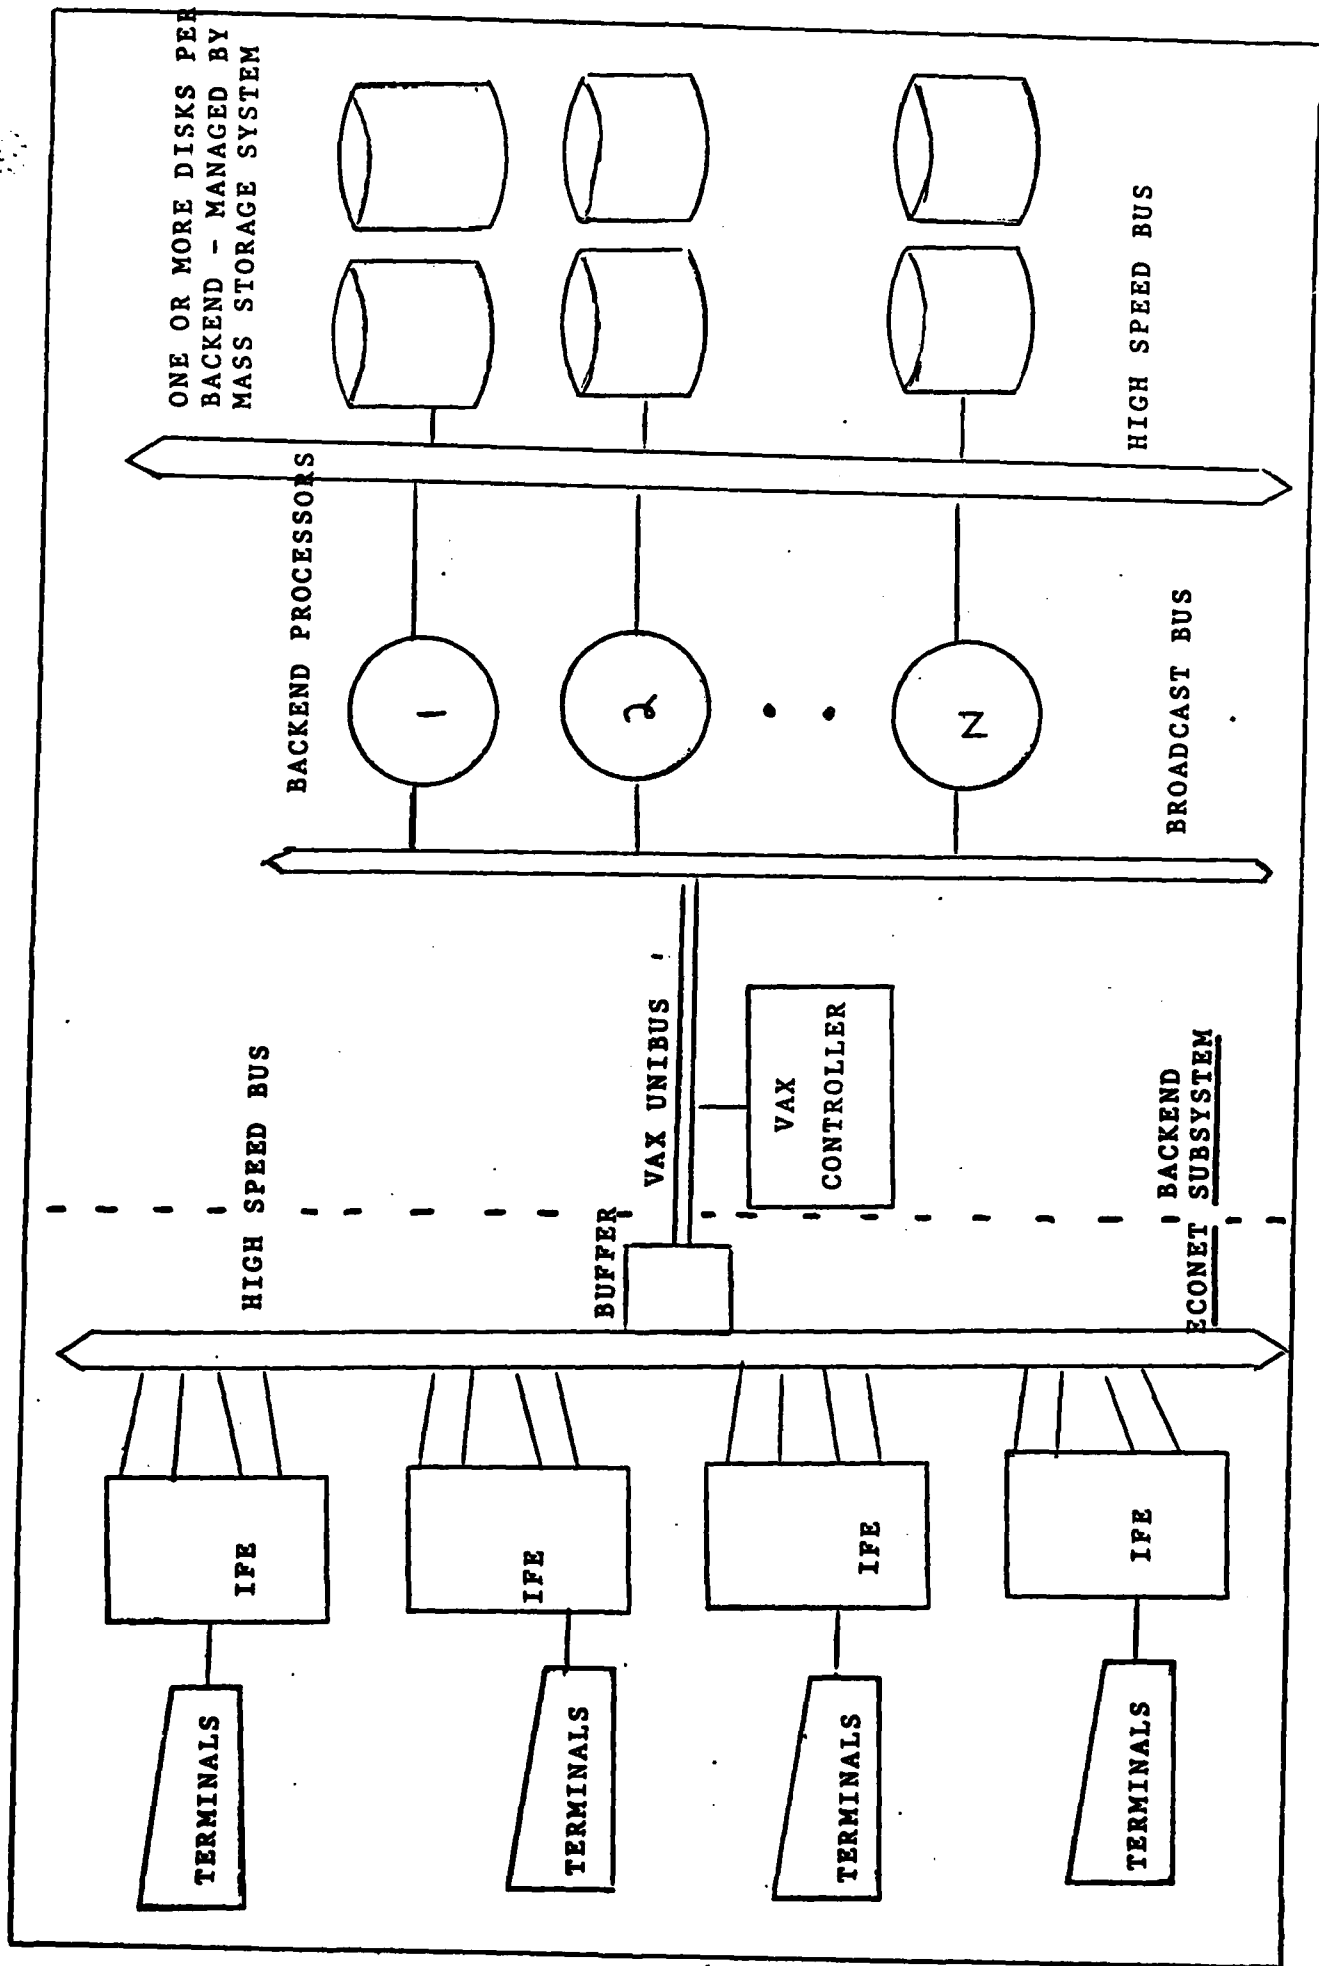 ONE OR MORE DISKS PER
BACKEND - MANAGED BY
MASS STORAGE SYSTEM
BACKEND PROCESSORS
HIGH SPEED BUS
VAX UNIBUS
BUFFER
VAX
CONTROLLER
1
2
N
IFE
IFE
IFE
IFE
TERMINALS
TERMINALS
TERMINALS
TERMINALS
HIGH SPEED BUS
BROADCAST BUS
BACKEND
ECONET SUBSYSTEM